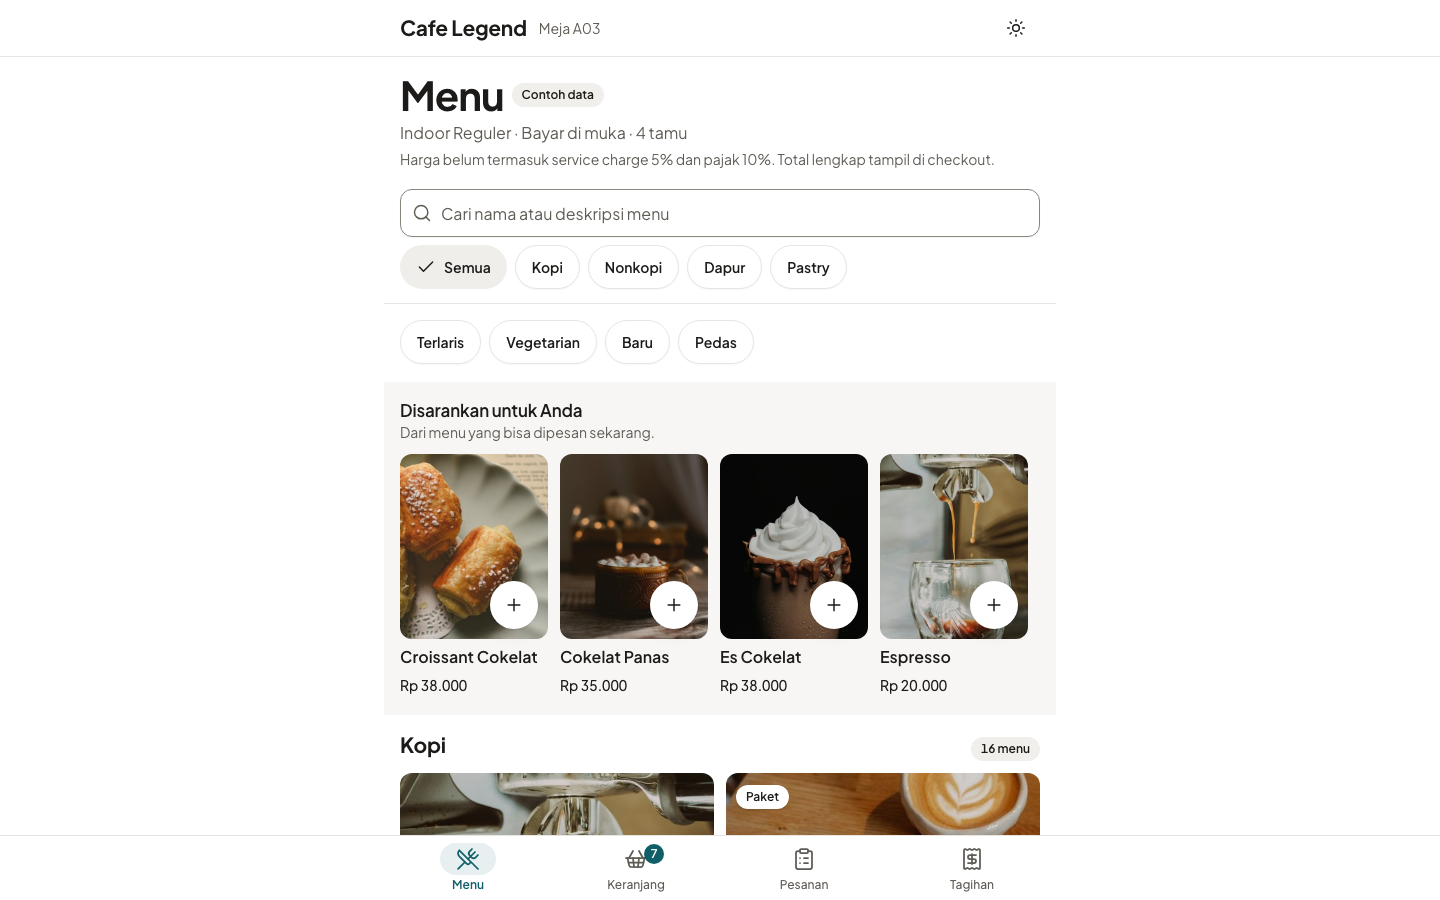 Cafe Legend Meja A03
Menu Contoh data
Indoor Reguler · Bayar di muka · 4 tamu
Harga belum termasuk service charge 5% dan pajak 10%. Total lengkap tampil di checkout.
Cari nama atau deskripsi menu
Semua Kopi Nonkopi Dapur Pastry
Terlaris Vegetarian Baru Pedas
Disarankan untuk Anda
Dari menu yang bisa dipesan sekarang.
Croissant Cokelat Cokelat Panas Es Cokelat Espresso
Rp 38.000 Rp 35.000 Rp 38.000 Rp 20.000
Kopi 16 menu
Paket
7
Menu Keranjang Pesanan Tagihan